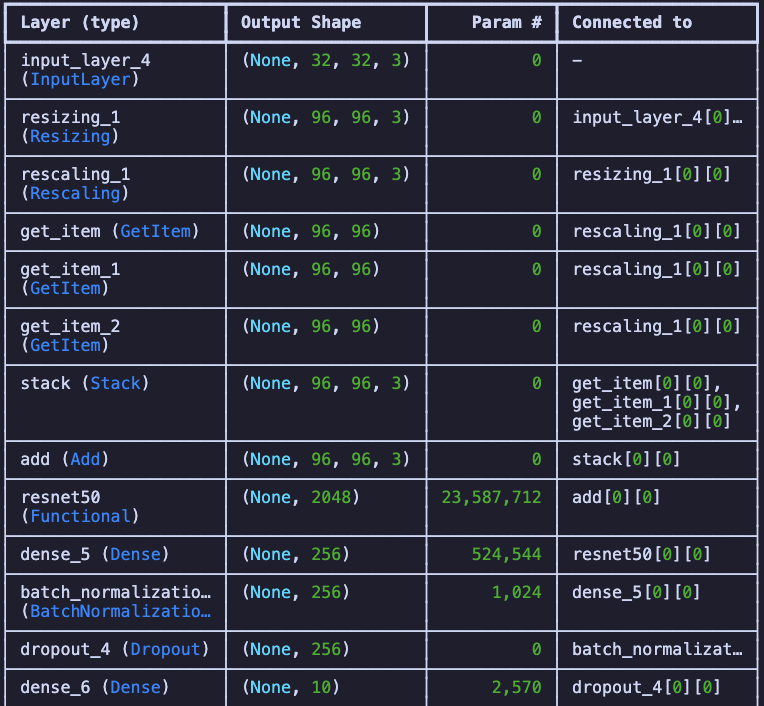 Layer (type) Output Shape Param # Connected to
input_layer_4 (None, 32, 32, 3) 0 –
(InputLayer)
resizing_1 (None, 96, 96, 3) 0 input_layer_4[0]…
(Resizing)
rescaling_1 (None, 96, 96, 3) 0 resizing_1[0][0]
(Rescaling)
get_item (GetItem) (None, 96, 96) 0 rescaling_1[0][0]
get_item_1 (None, 96, 96) 0 rescaling_1[0][0]
(GetItem)
get_item_2 (None, 96, 96) 0 rescaling_1[0][0]
(GetItem)
stack (Stack) (None, 96, 96, 3) 0 get_item[0][0],
get_item_1[0][0],
get_item_2[0][0]
add (Add) (None, 96, 96, 3) 0 stack[0][0]
resnet50 (None, 2048) 23,587,712 add[0][0]
(Functional)
dense_5 (Dense) (None, 256) 524,544 resnet50[0][0]
batch_normalizatio… (None, 256) 1,024 dense_5[0][0]
(BatchNormalizatio…
dropout_4 (Dropout) (None, 256) 0 batch_normalizat…
dense_6 (Dense) (None, 10) 2,570 dropout_4[0][0]